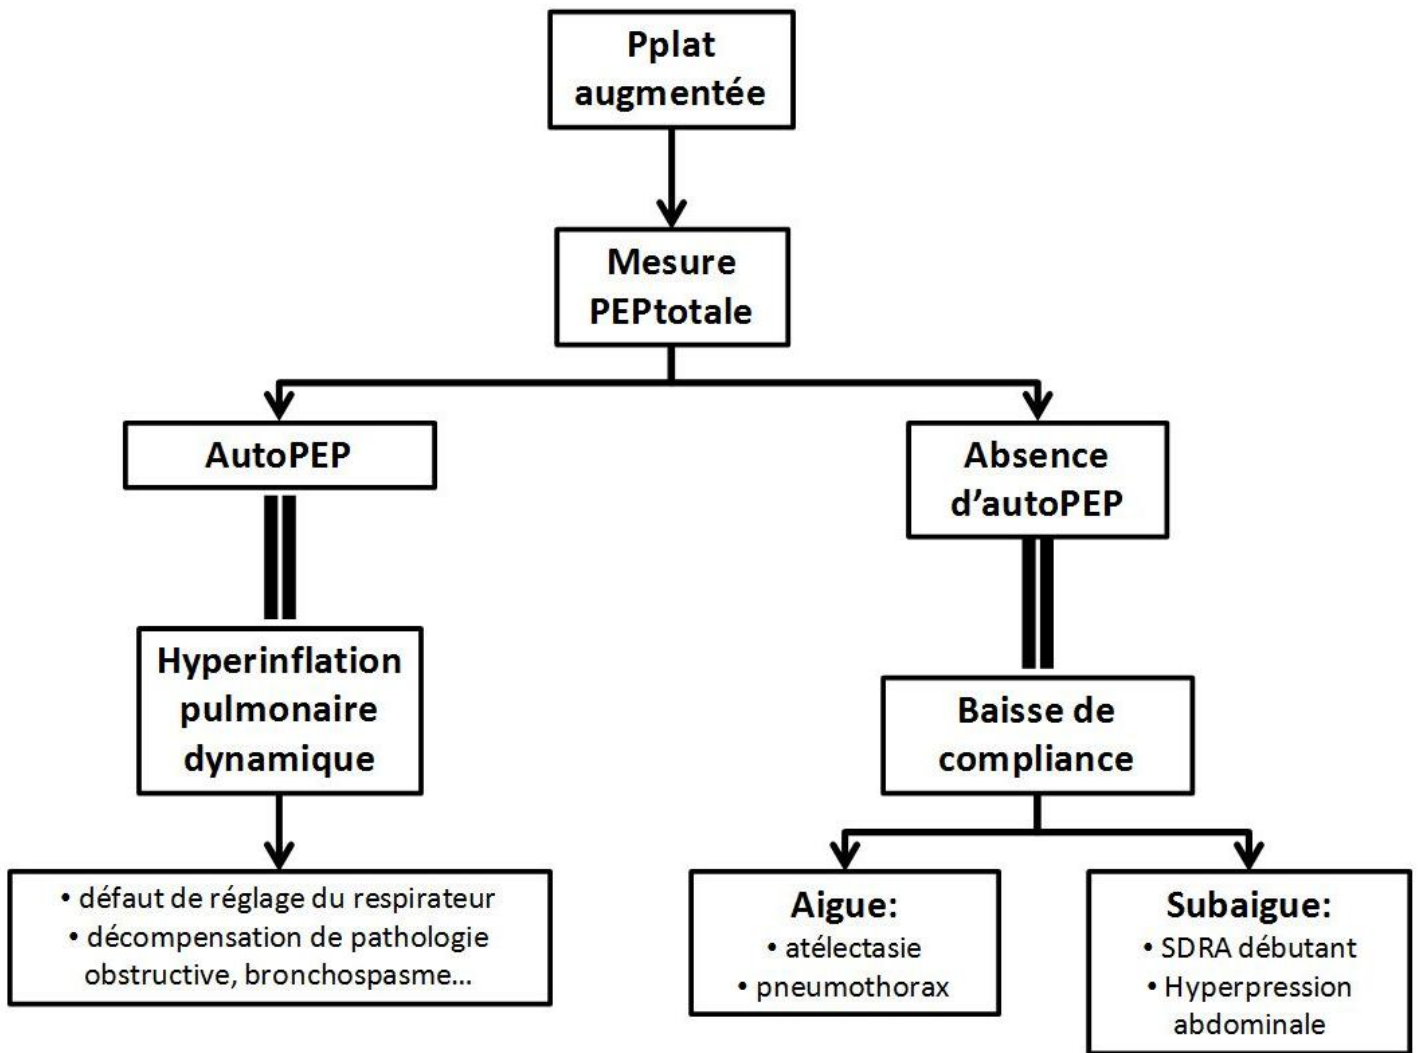 Pplat
augmentée
Mesure
PEPtotale
AutoPEP
Absence
d'autoPEP
Hyperinflation
pulmonaire
dynamique
Baisse de
compliance
• défaut de réglage du respirateur
• décompensation de pathologie
obstructive, bronchospasme...
Aigue:
• atélectasie
• pneumothorax
Subaigue:
• SDRA débutant
• Hyperpression
abdominale